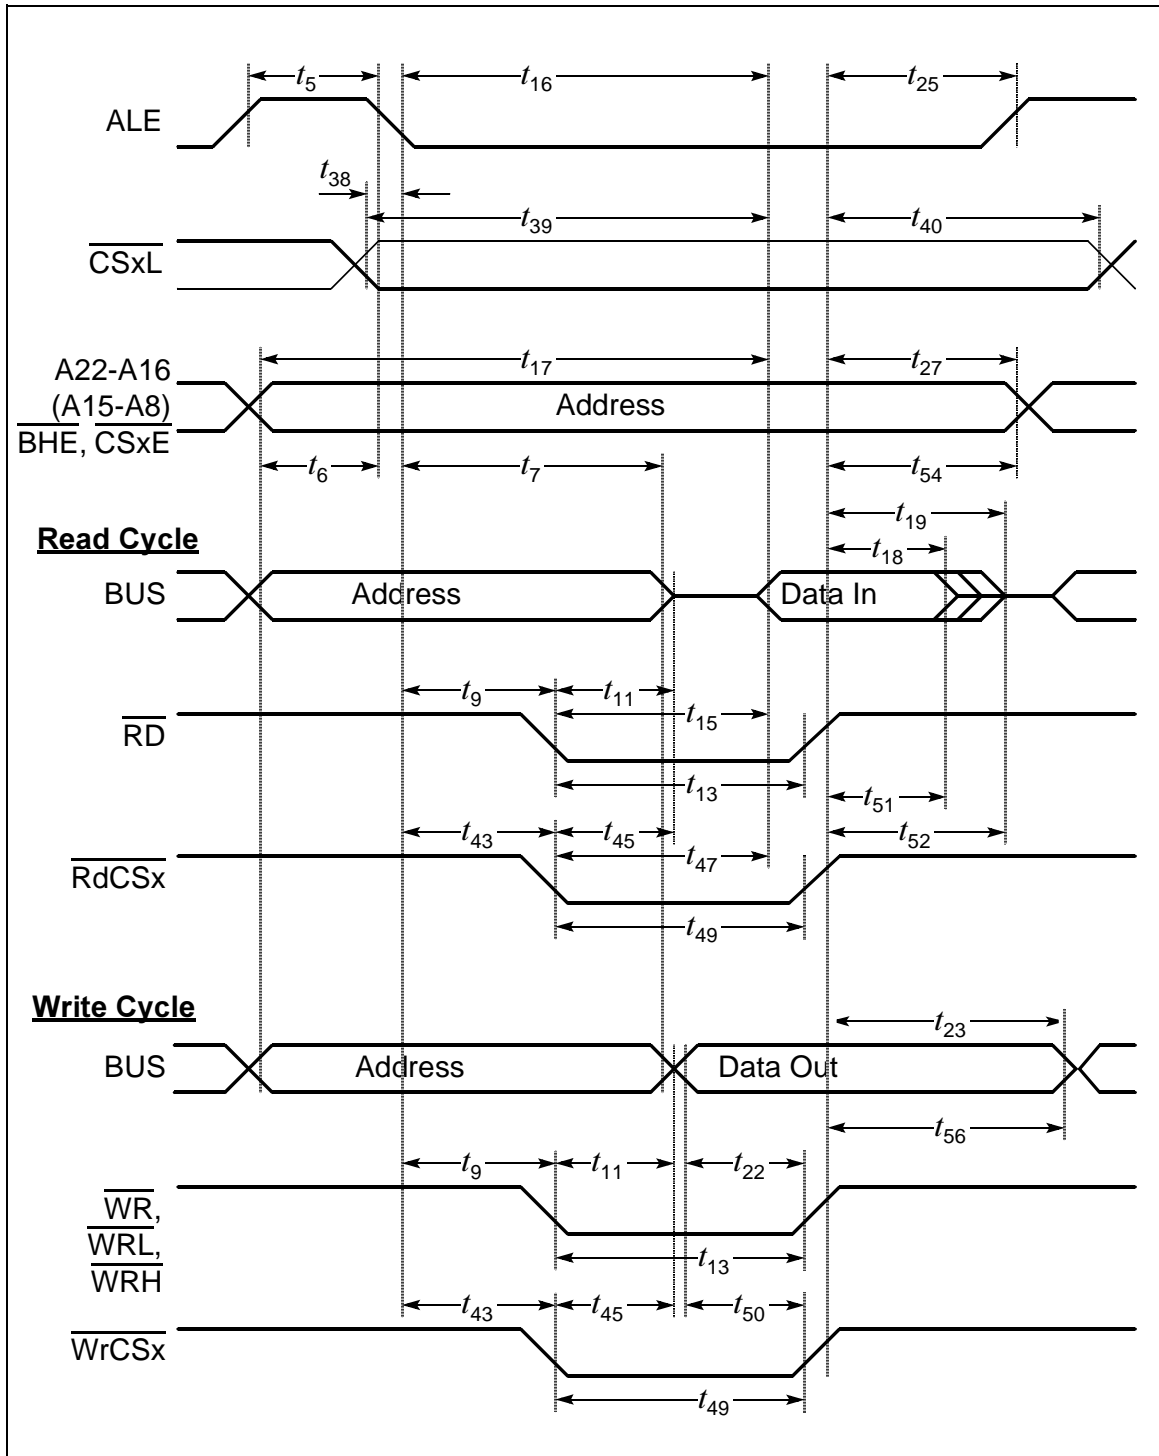 t5 t16 t25
ALE
t38
t39 t40
CSxL
t17 t27
A22-A16
(A15-A8)
BHE, CSxE
Address
t6 t7 t54
t19
Read Cycle
t18
BUS Address Data In
t9 t11
t15
RD
t13
t51
t43 t45 t52
t47
RdCSx
t49
Write Cycle
t23
BUS Address Data Out
t56
t9 t11 t22
WR,
WRL,
WRH
t13
t43 t45 t50
WrCSx
t49